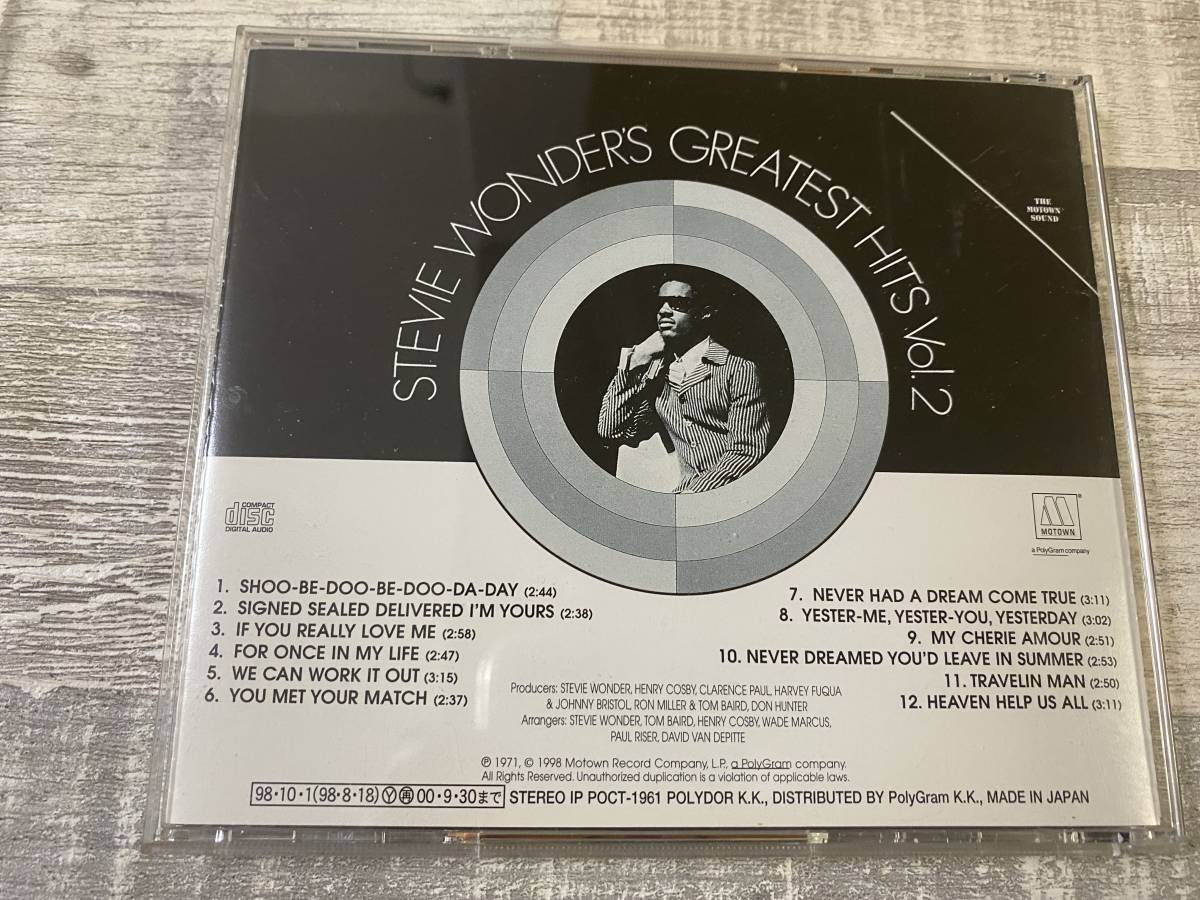 STEVIE WONDER'S GREATEST HITS Vol.2
THE
MOTOWN
SOUND
COMPACT
disc
DIGITAL AUDIO
MOTOWN
a PolyGram company
1. SHOO-BE-DOO-BE-DOO-DA-DAY (2:44)
2. SIGNED SEALED DELIVERED I'M YOURS (2:38)
3. IF YOU REALLY LOVE ME (2:58)
4. FOR ONCE IN MY LIFE (2:47)
5. WE CAN WORK IT OUT (3:15)
6. YOU MET YOUR MATCH (2:37)
7. NEVER HAD A DREAM COME TRUE (3:11)
8. YESTER-ME, YESTER-YOU, YESTERDAY (3:02)
9. MY CHERIE AMOUR (2:51)
10. NEVER DREAMED YOU'D LEAVE IN SUMMER (2:53)
11. TRAVELIN MAN (2:50)
12. HEAVEN HELP US ALL (3:11)
Producers: STEVIE WONDER, HENRY COSBY, CLARENCE PAUL, HARVEY FUQUA
& JOHNNY BRISTOL, RON MILLER & TOM BAIRD, DON HUNTER
Arrangers: STEVIE WONDER, TOM BAIRD, HENRY COSBY, WADE MARCUS,
PAUL RISER, DAVID VAN DEPITTE
℗ 1971, © 1998 Motown Record Company, L.P., a PolyGram company.
All Rights Reserved. Unauthorized duplication is a violation of applicable laws.
98・10・1(98・8・18)Ⓨ㊢00・9・30まで STEREO IP POCT-1961 POLYDOR K.K., DISTRIBUTED BY PolyGram K.K., MADE IN JAPAN